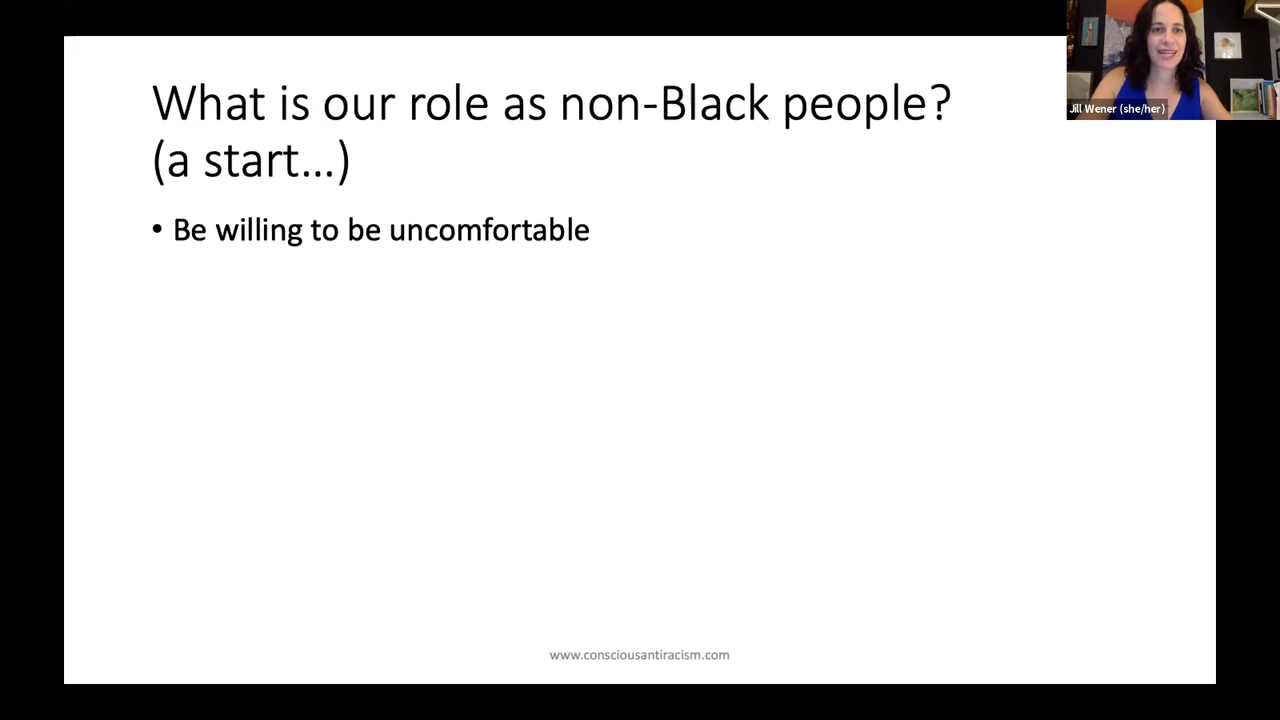 What is our role as non-Black people?
(a start...)
• Be willing to be uncomfortable
www.consciousantiracism.com
Jill Wener (she/her)